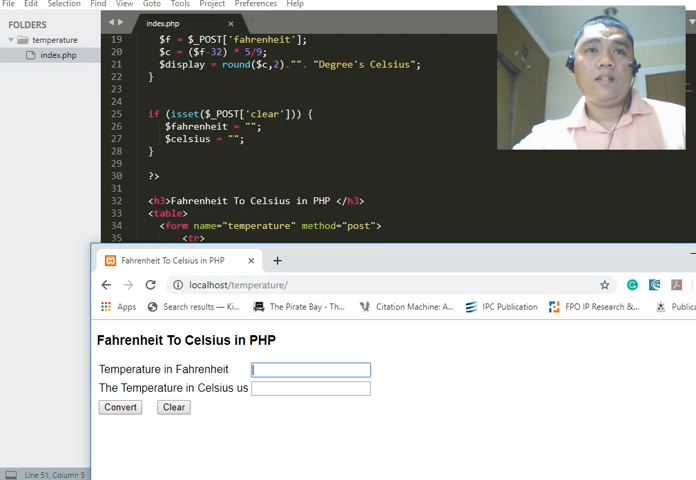 File Edit Selection Find View Goto Tools Project Preferences Help
FOLDERS
temperature
index.php
index.php
19 $f = $_POST['fahrenheit'];
20 $c = ($f-32) * 5/9;
21 $display = round($c,2)."". "Degree's Celsius";
22 }
23
24
25 if (isset($_POST['clear'])) {
26 $fahrenheit = "";
27 $celsius = "";
28 }
29
30 ?>
31
32 <h3>Fahrenheit To Celsius in PHP </h3>
33 <table>
34 <form name="temperature" method="post">
35 <tr>
Fahrenheit To Celsius in PHP
localhost/temperature/
Apps Search results — Ki... The Pirate Bay - Th... Citation Machine: A... IPC Publication FPO IP Research &... Publica
Fahrenheit To Celsius in PHP
Temperature in Fahrenheit
The Temperature in Celsius us
Convert Clear
Line 51, Column 5